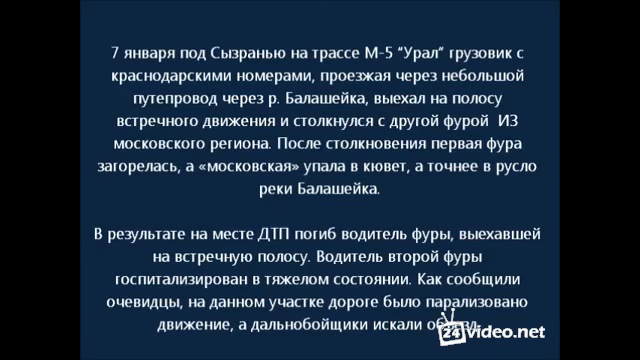 7 января под Сызранью на трассе М-5 "Урал" грузовик с
краснодарскими номерами, проезжая через небольшой
путепровод через р. Балашейка, выехал на полосу
встречного движения и столкнулся с другой фурой ИЗ
московского региона. После столкновения первая фура
загорелась, а «московская» упала в кювет, а точнее в русло
реки Балашейка.
В результате на месте ДТП погиб водитель фуры, выехавшей
на встречную полосу. Водитель второй фуры
госпитализирован в тяжелом состоянии. Как сообщили
очевидцы, на данном участке дороге было парализовано
движение, а дальнобойщики искали
24video.net